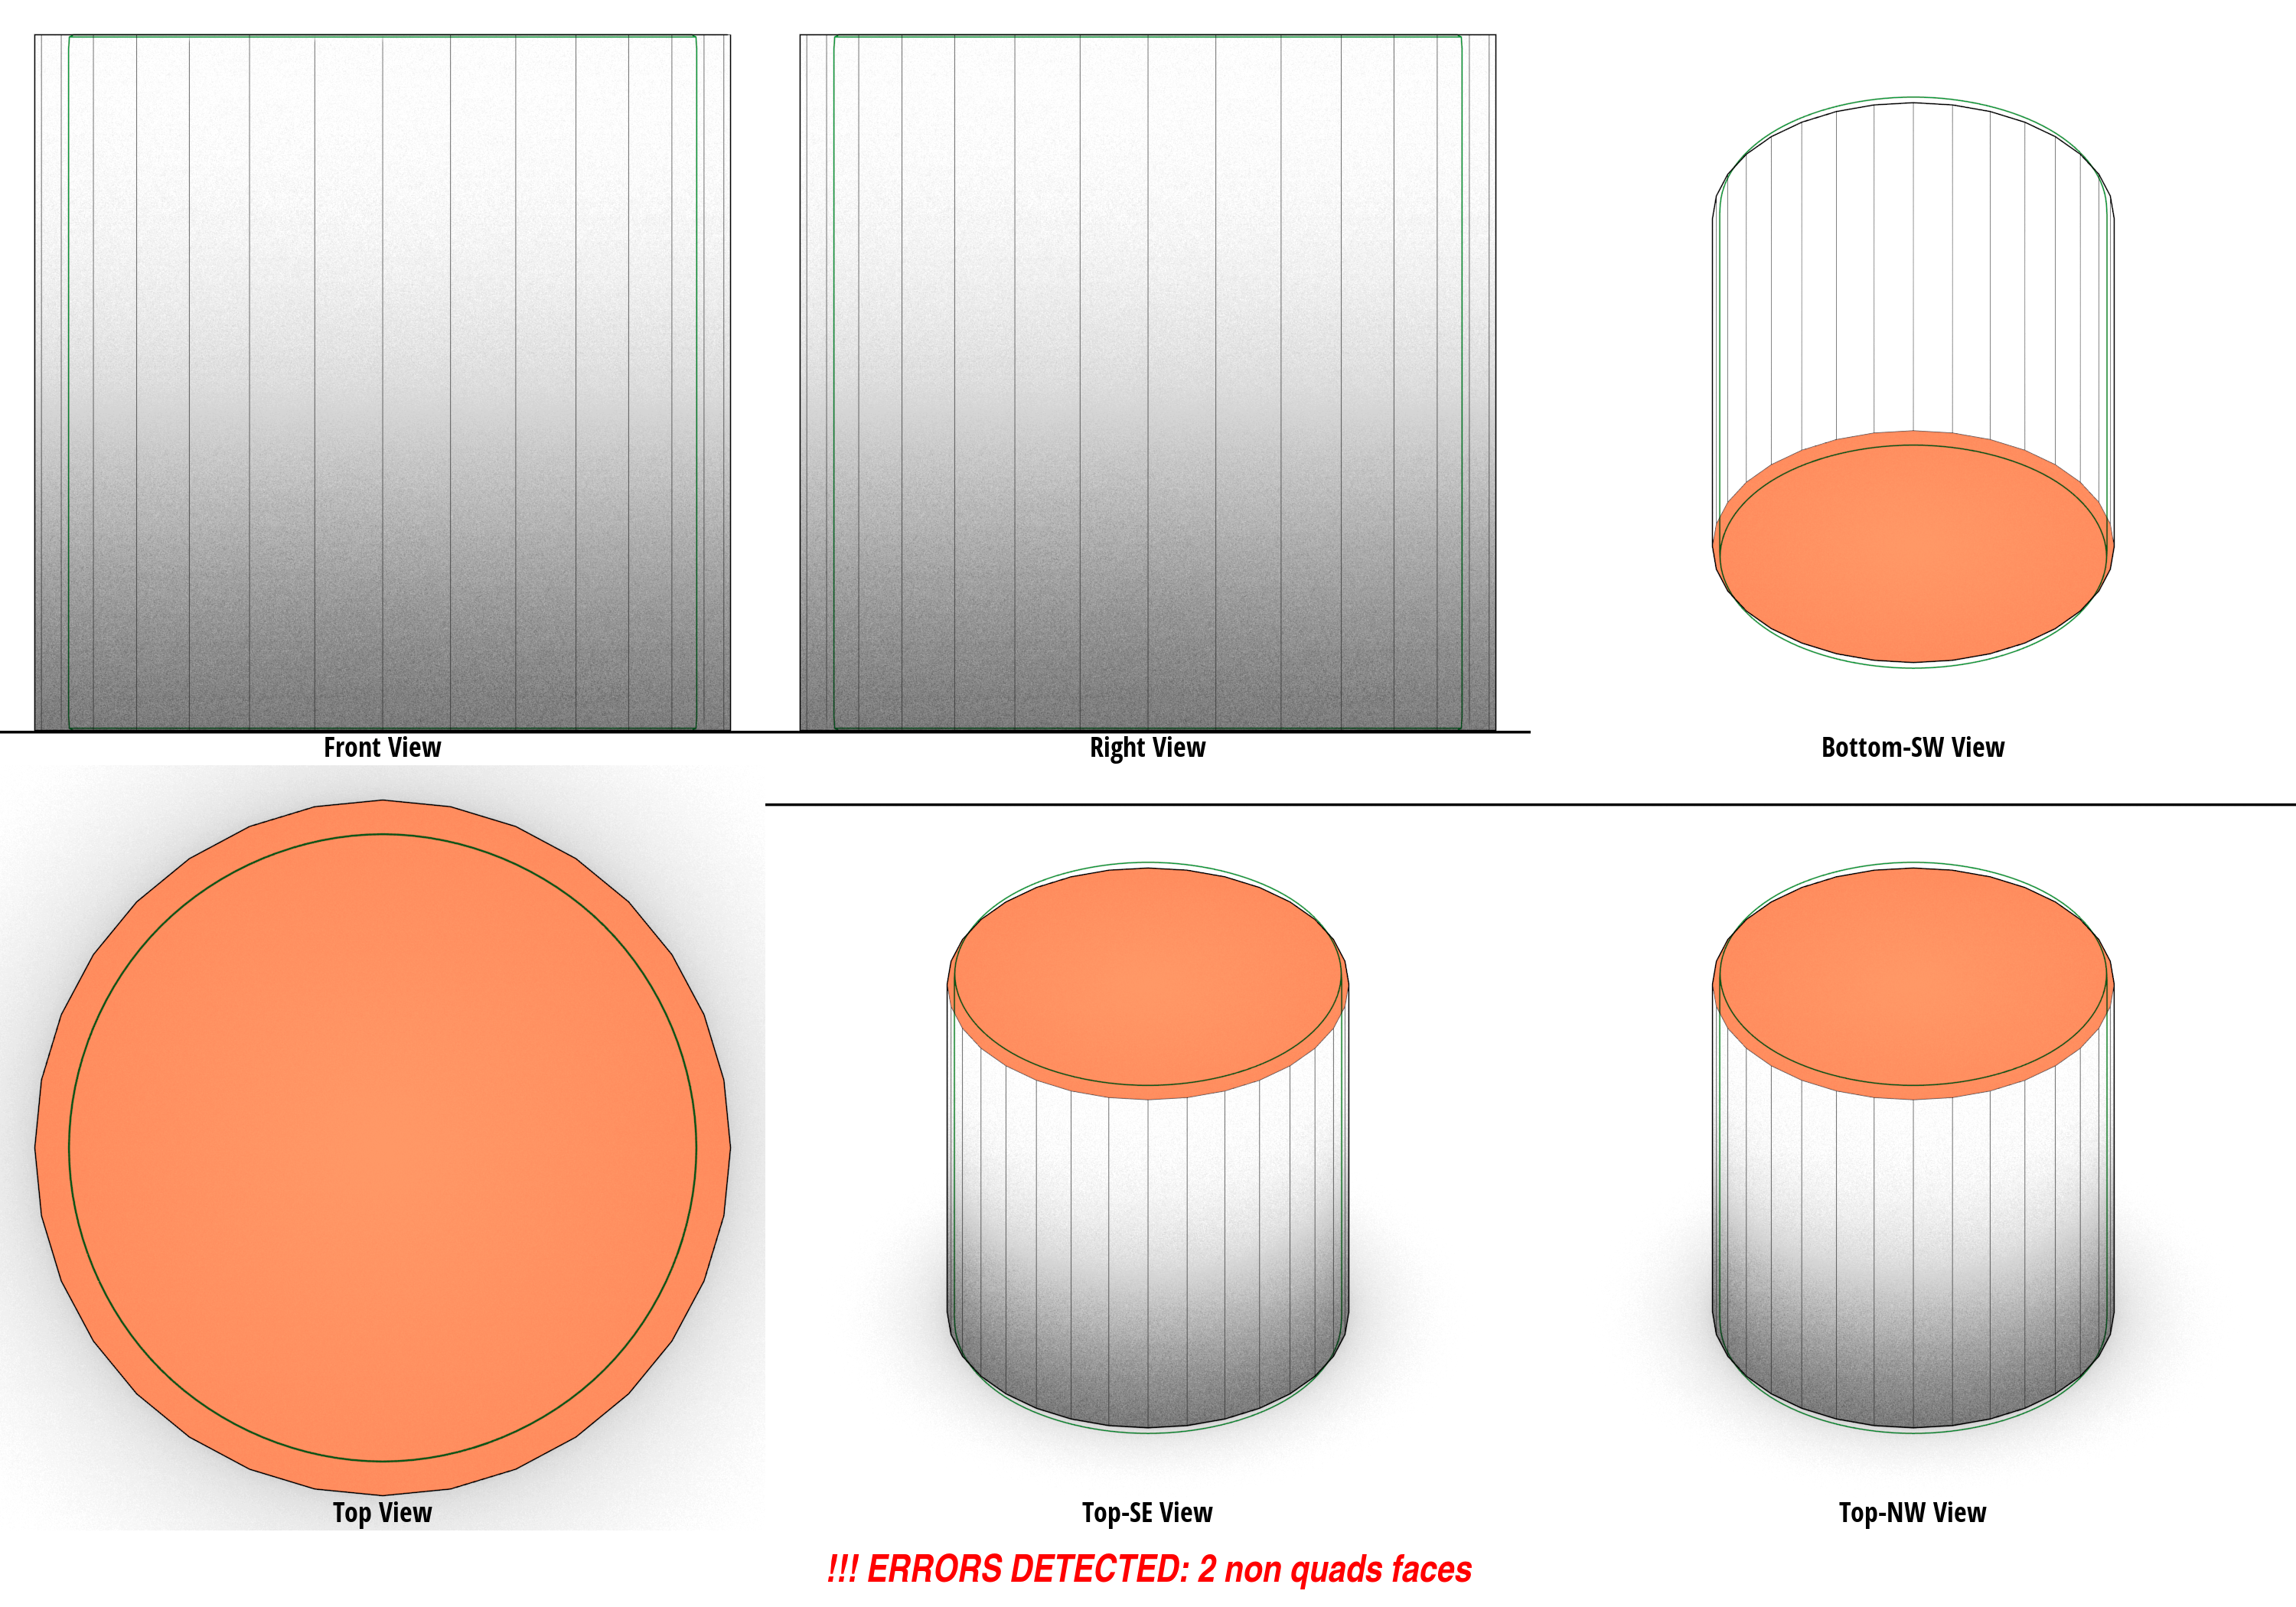 Front View
Right View
Bottom-SW View
Top View
Top-SE View
Top-NW View
!!! ERRORS DETECTED: 2 non quads faces